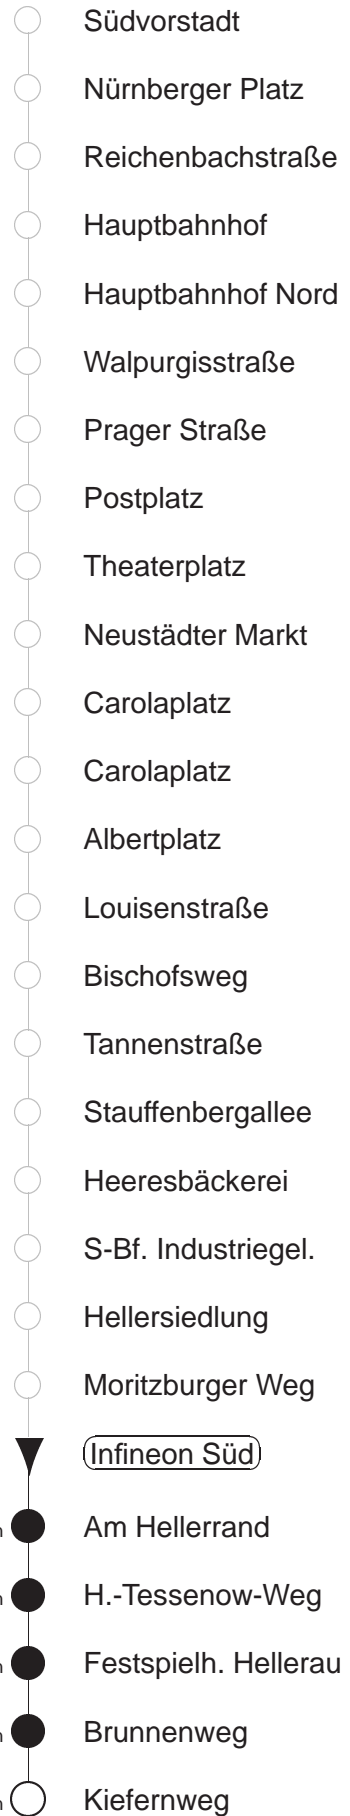 Südvorstadt
Nürnberger Platz
Reichenbachstraße
Hauptbahnhof
Hauptbahnhof Nord
Walpurgisstraße
Prager Straße
Postplatz
Theaterplatz
Neustädter Markt
Carolaplatz
Carolaplatz
Albertplatz
Louisenstraße
Bischofsweg
Tannenstraße
Stauffenbergallee
Heeresbäckerei
S-Bf. Industriegel.
Hellersiedlung
Moritzburger Weg
Infineon Süd
Am Hellerrand
H.-Tessenow-Weg
Festspielh. Hellerau
Brunnenweg
Kiefernweg